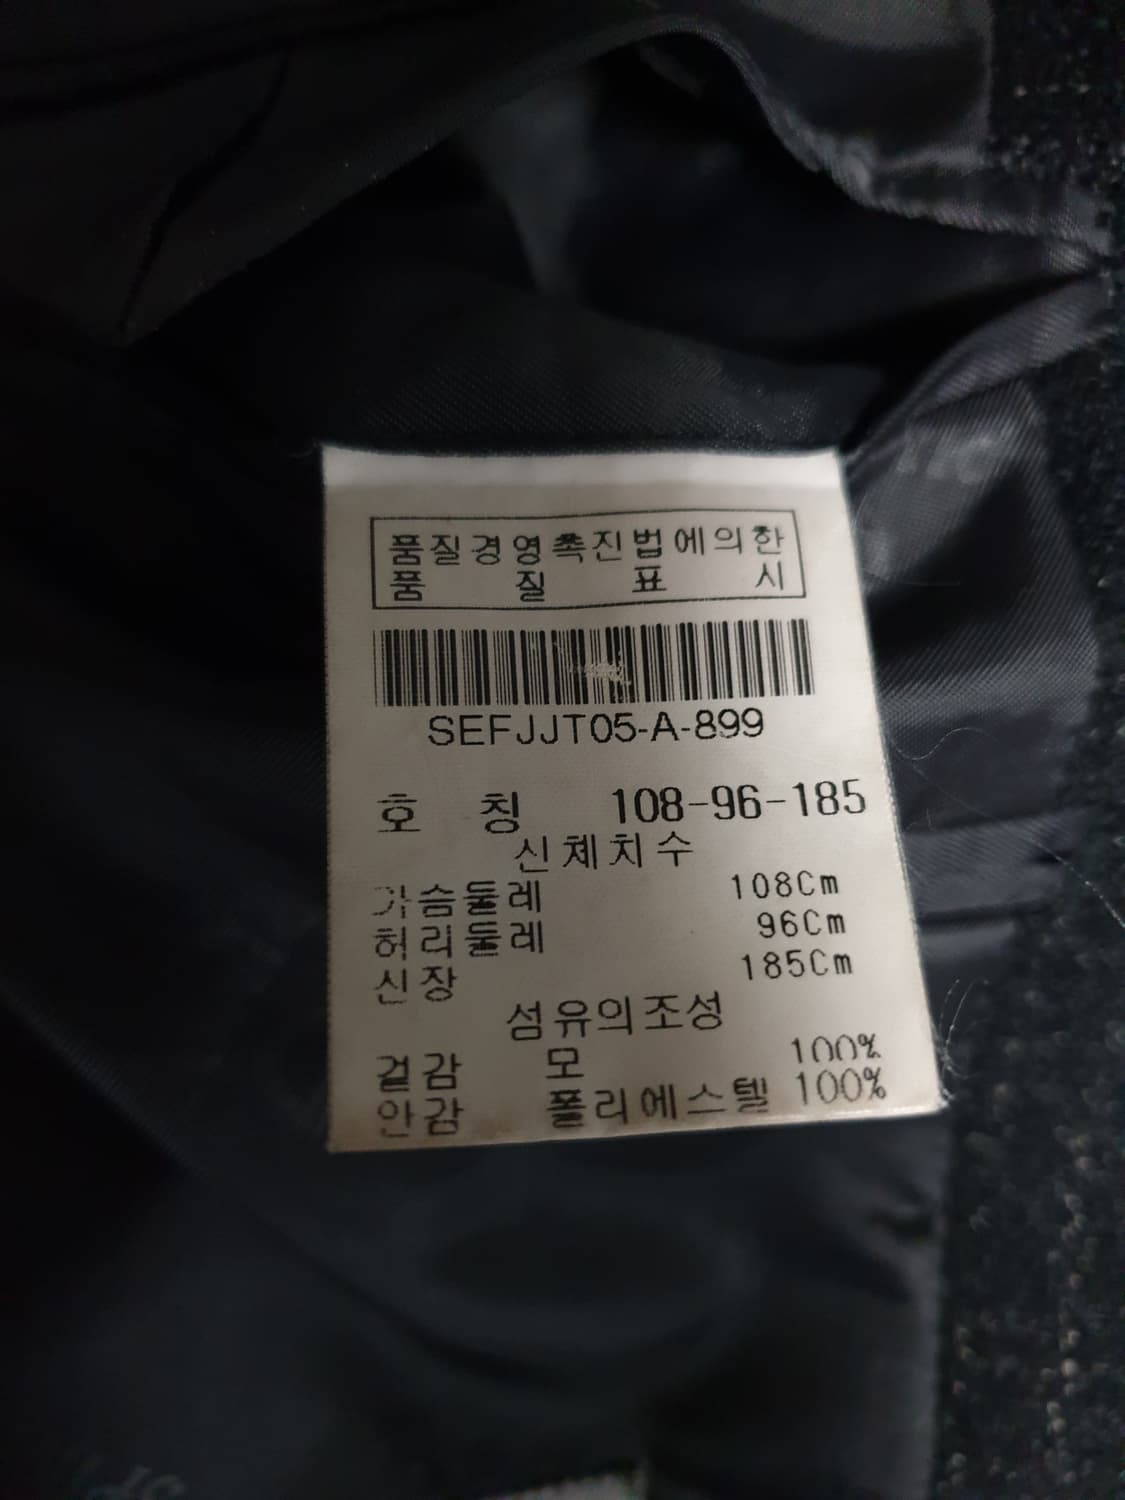 품질경영촉진법에의한
품 질 표 시
SEFJJT05-A-899
호 칭 108-96-185
신체치수
가슴둘레 108Cm
허리둘레 96Cm
신장 185Cm
섬유의조성
겉감 모 100%
안감 폴리에스텔 100%